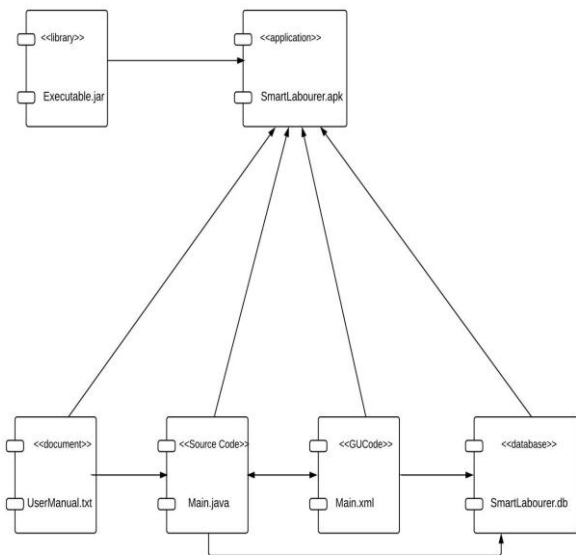 <<library>>
Executable.jar
<<application>>
SmartLabourer.apk
<<document>>
UserManual.txt
<<Source Code>>
Main.java
<<GUCode>>
Main.xml
<<database>>
SmartLabourer.db